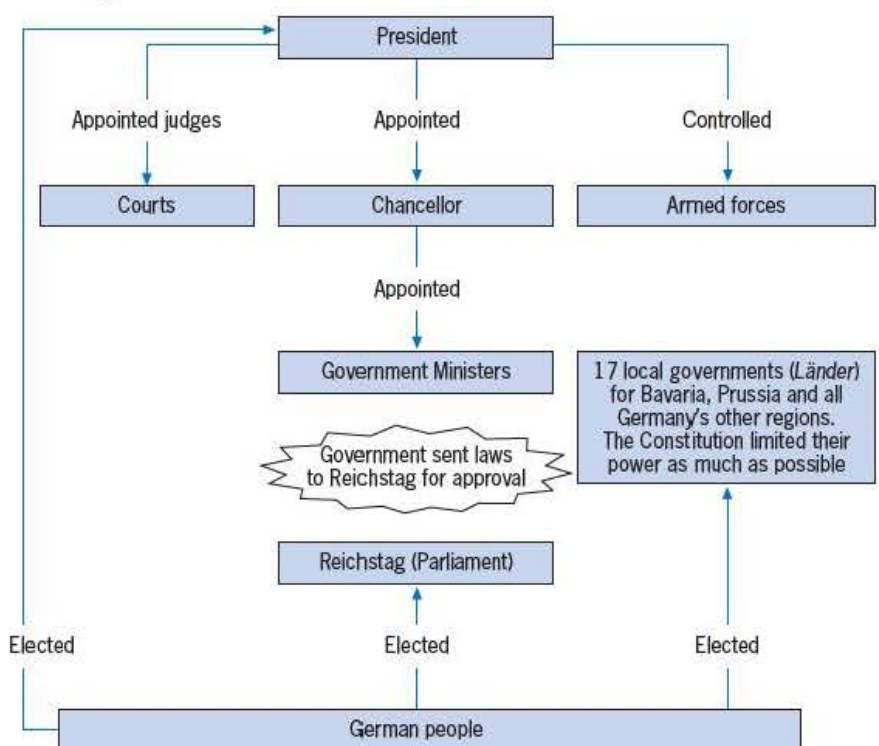 President
Appointed judges
Appointed
Controlled
Courts
Chancellor
Armed forces
Appointed
Government Ministers
17 local governments (Länder)
for Bavaria, Prussia and all
Germany's other regions.
The Constitution limited their
power as much as possible
Government sent laws
to Reichstag for approval
Reichstag (Parliament)
Elected
Elected
Elected
German people